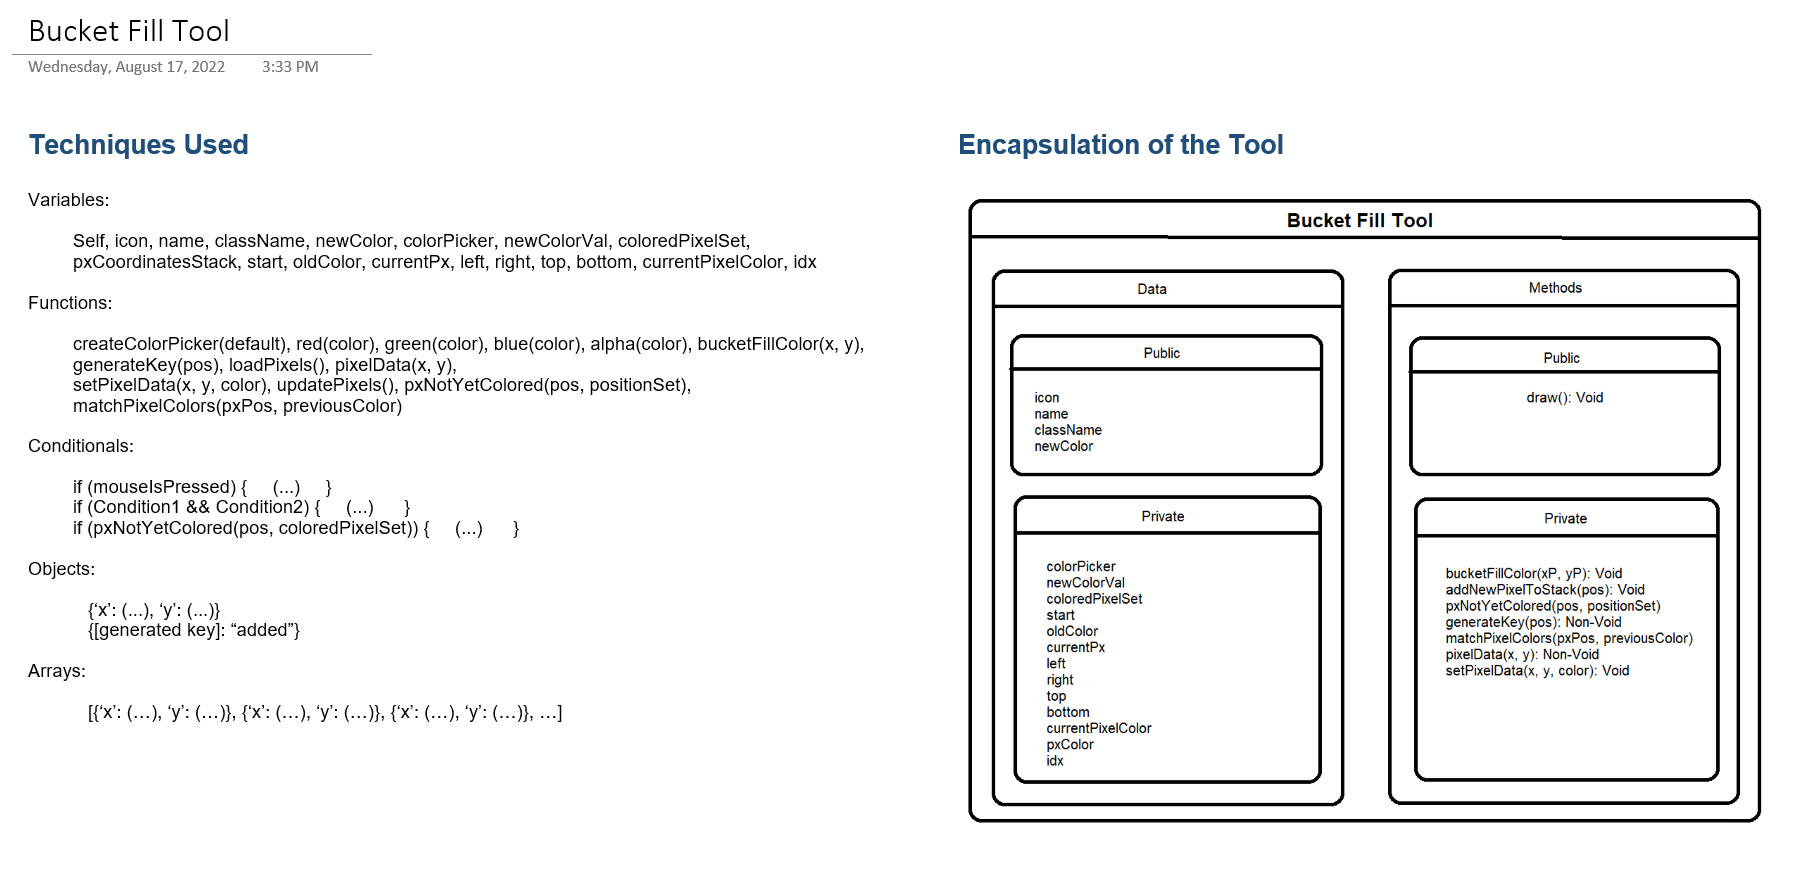 Bucket Fill Tool
Wednesday, August 17, 2022 3:33 PM
Techniques Used
Variables:
Self, icon, name, className, newColor, colorPicker, newColorVal, coloredPixelSet,
pxCoordinatesStack, start, oldColor, currentPx, left, right, top, bottom, currentPixelColor, idx
Functions:
createColorPicker(default), red(color), green(color), blue(color), alpha(color), bucketFillColor(x, y),
generateKey(pos), loadPixels(), pixelData(x, y),
setPixelData(x, y, color), updatePixels(), pxNotYetColored(pos, positionSet),
matchPixelColors(pxPos, previousColor)
Conditionals:
if (mouseIsPressed) { (...) }
if (Condition1 && Condition2) { (...) }
if (pxNotYetColored(pos, coloredPixelSet)) { (...) }
Objects:
{‘x’: (...), ‘y’: (...)}
{[generated key]: “added”}
Arrays:
[{‘x’: (…), ‘y’: (…)}, {‘x’: (…), ‘y’: (…)}, {‘x’: (…), ‘y’: (…)}, …]
Encapsulation of the Tool
Bucket Fill Tool
Data
Public
icon
name
className
newColor
Private
colorPicker
newColorVal
coloredPixelSet
start
oldColor
currentPx
left
right
top
bottom
currentPixelColor
pxColor
idx
Methods
Public
draw(): Void
Private
bucketFillColor(xP, yP): Void
addNewPixelToStack(pos): Void
pxNotYetColored(pos, positionSet)
generateKey(pos): Non-Void
matchPixelColors(pxPos, previousColor)
pixelData(x, y): Non-Void
setPixelData(x, y, color): Void